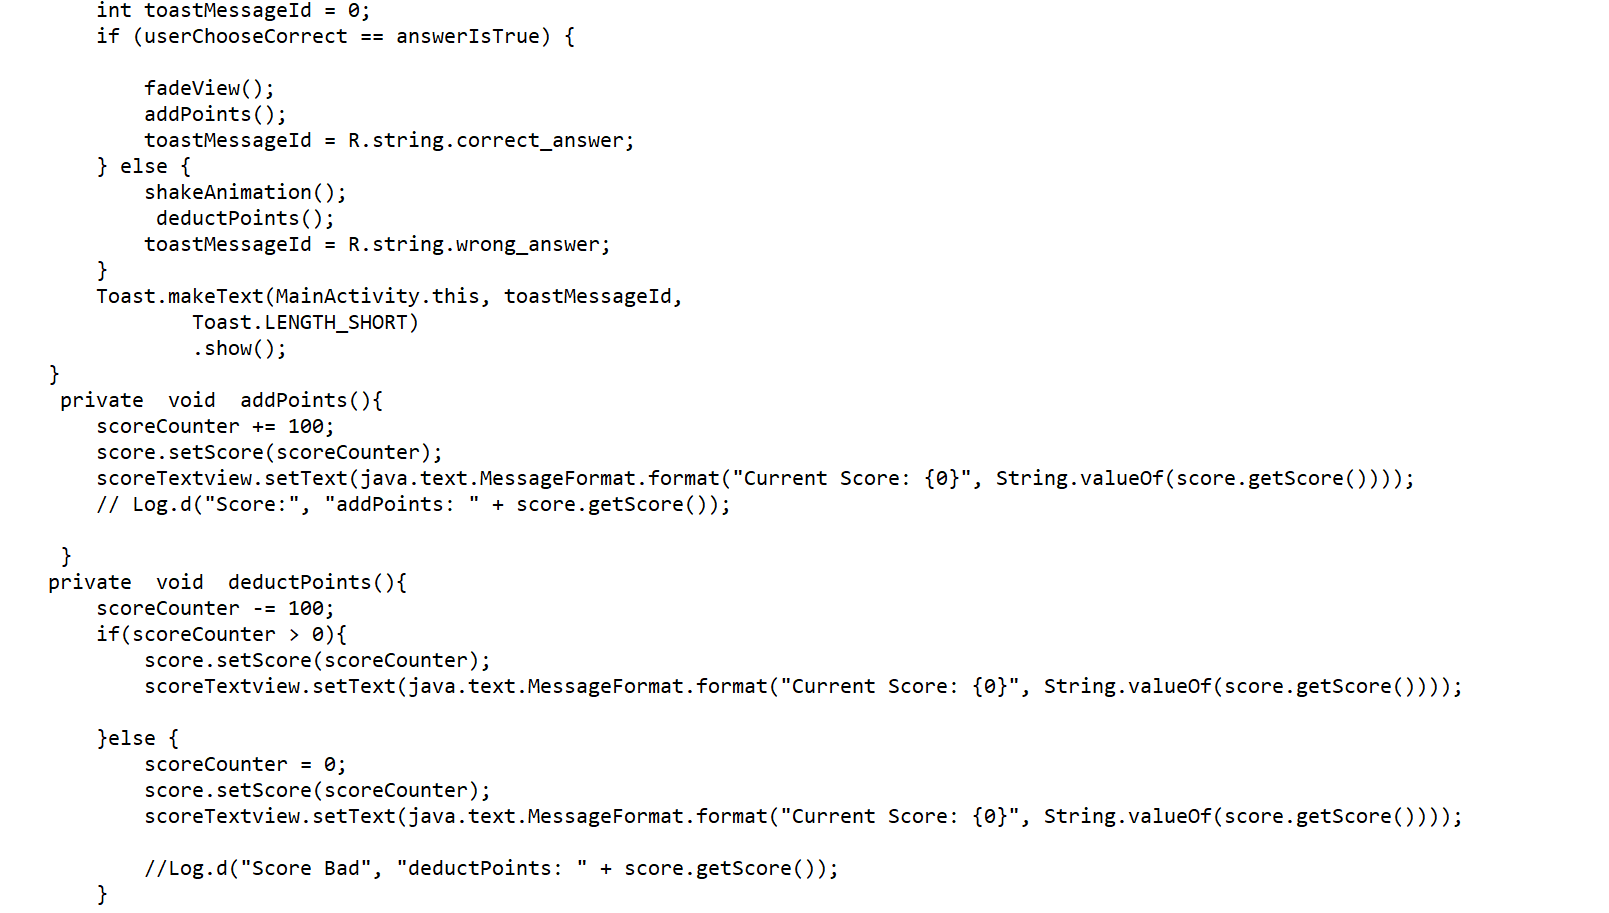 int toastMessageId = 0;
if (userChooseCorrect == answerIsTrue) {
fadeView();
addPoints();
toastMessageId = R.string.correct_answer;
} else {
shakeAnimation();
deductPoints();
toastMessageId = R.string.wrong_answer;
}
Toast.makeText(MainActivity.this, toastMessageId,
Toast.LENGTH_SHORT)
.show();
}
private  void  addPoints(){
scoreCounter += 100;
score.setScore(scoreCounter);
scoreTextview.setText(java.text.MessageFormat.format("Current Score: {0}", String.valueOf(score.getScore())));
// Log.d("Score:", "addPoints: " + score.getScore());
}
private  void  deductPoints(){
scoreCounter -= 100;
if(scoreCounter > 0){
score.setScore(scoreCounter);
scoreTextview.setText(java.text.MessageFormat.format("Current Score: {0}", String.valueOf(score.getScore())));
}else {
scoreCounter = 0;
score.setScore(scoreCounter);
scoreTextview.setText(java.text.MessageFormat.format("Current Score: {0}", String.valueOf(score.getScore())));
//Log.d("Score Bad", "deductPoints: " + score.getScore());
}